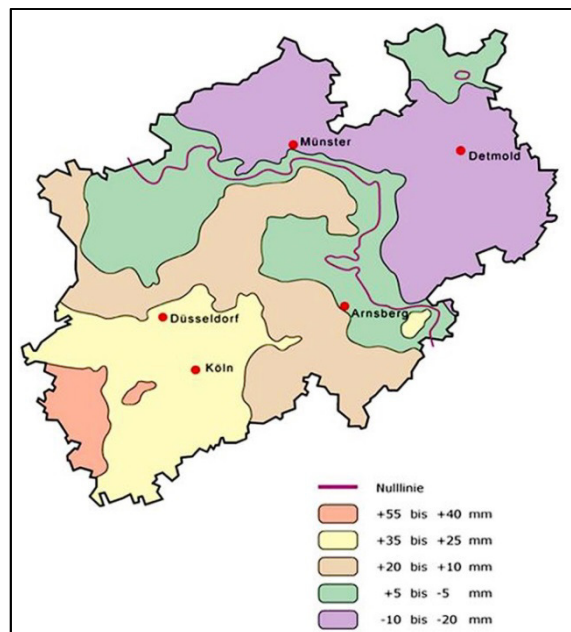 Münster
Detmold
Arnsberg
Düsseldorf
Köln
Nulllinie
+55 bis +40 mm
+35 bis +25 mm
+20 bis +10 mm
+5 bis -5 mm
-10 bis -20 mm